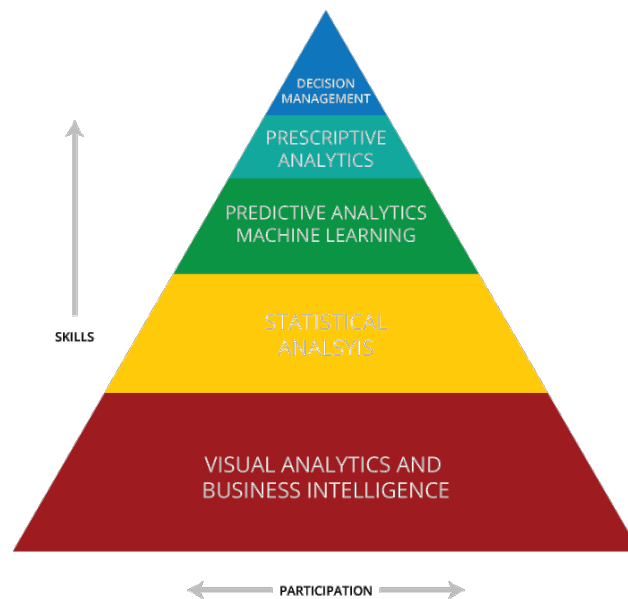 DECISION
MANAGEMENT
PRESCRIPTIVE
ANALYTICS
PREDICTIVE ANALYTICS
MACHINE LEARNING
STATISTICAL
ANALSYIS
SKILLS
VISUAL ANALYTICS AND
BUSINESS INTELLIGENCE
PARTICIPATION